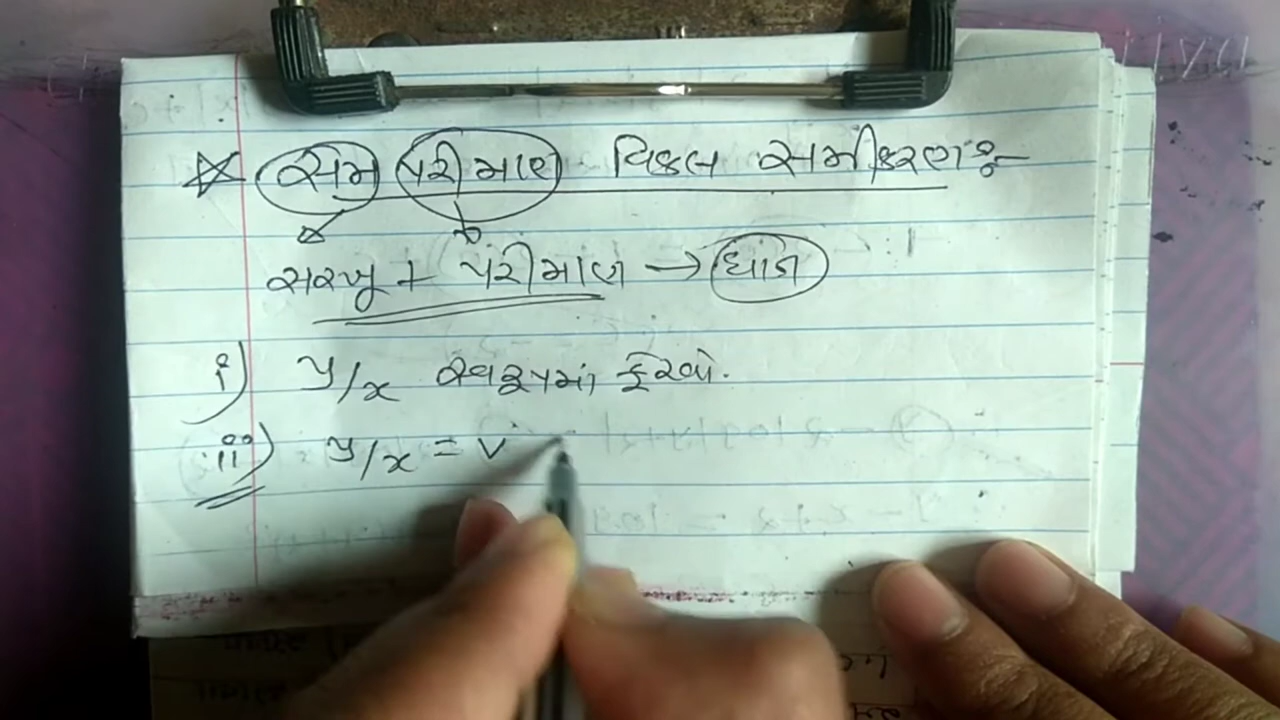 ☆ સમ પરીમાણ વિકલ સમીકરણ :-
સરખુ + પરીમાણ → ઘાત
i) y/x સ્વરૂપમાં ફેરવો.
ii) y/x = v